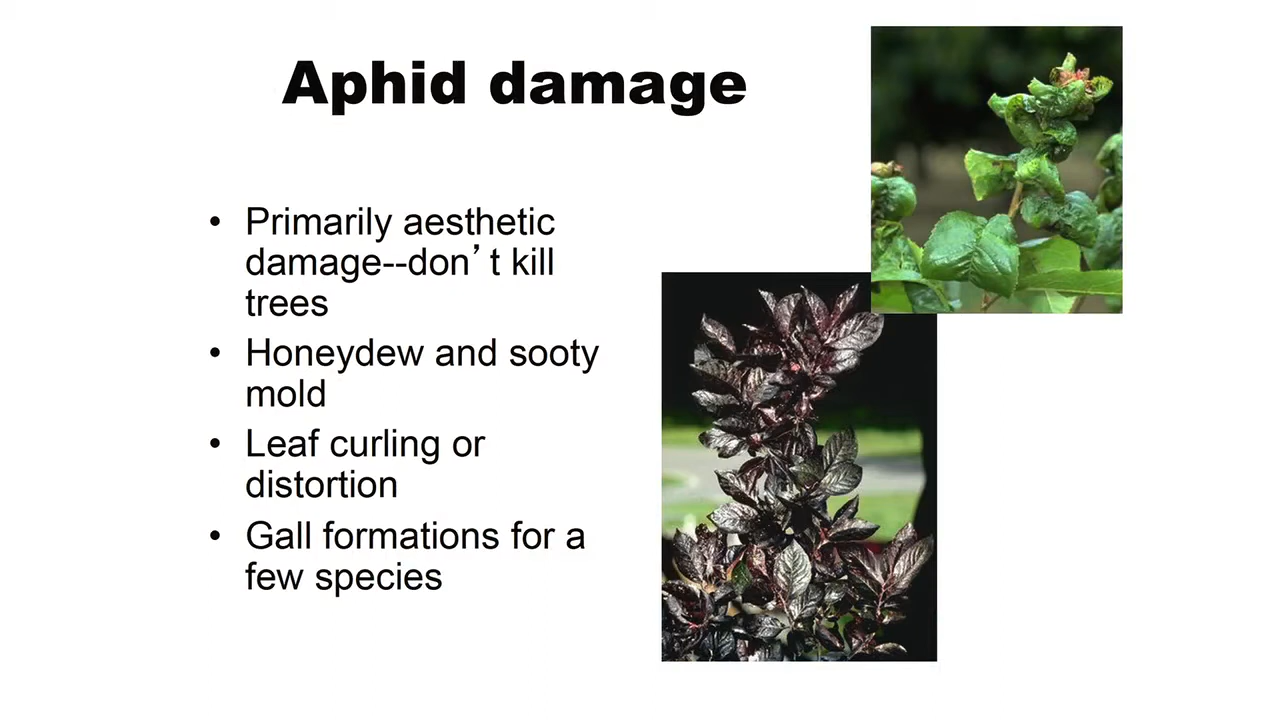 Aphid damage
• Primarily aesthetic
damage--don’t kill
trees
• Honeydew and sooty
mold
• Leaf curling or
distortion
• Gall formations for a
few species